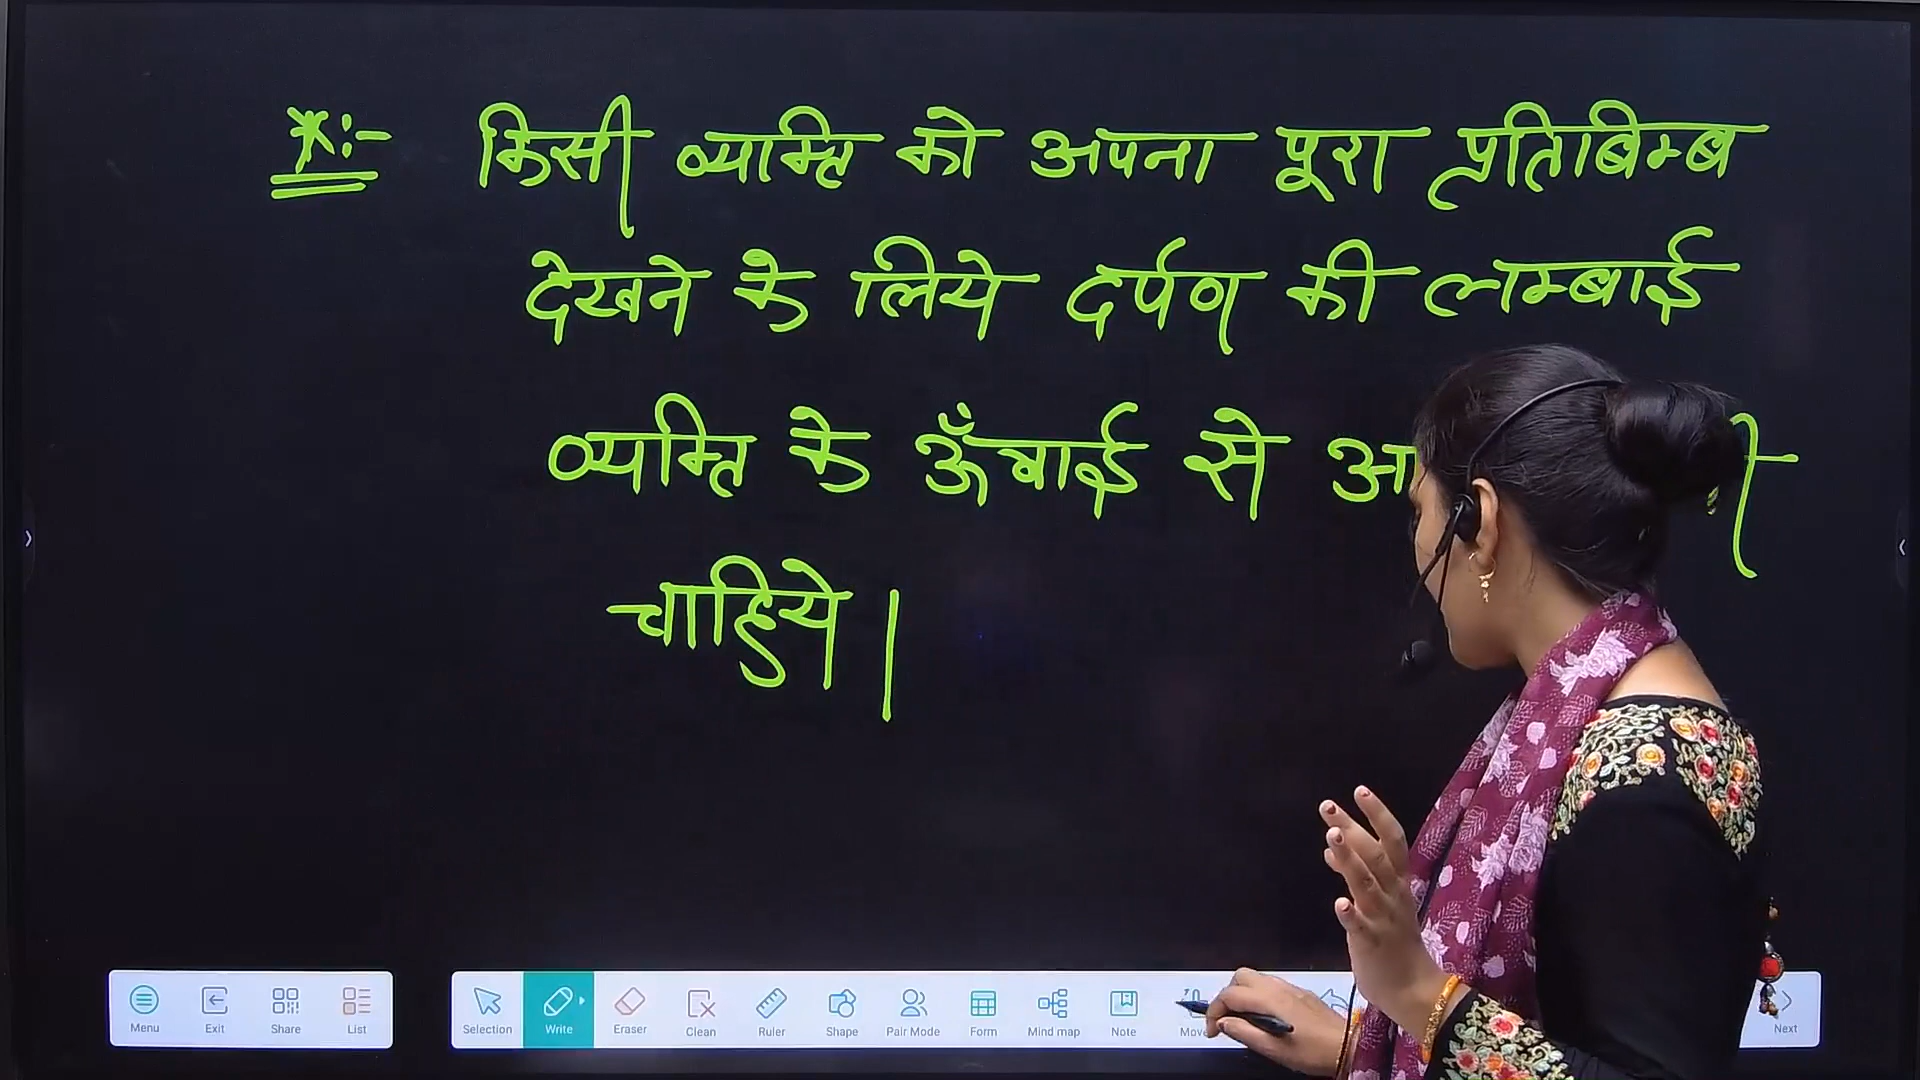 *:- किसी व्यक्ति को अपना पूरा प्रतिबिम्ब
देखने के लिये दर्पण की लम्बाई
व्यक्ति के ऊँचाई से
चाहिये।
Menu Exit Share List Selection Write Eraser Clean Ruler Shape Pair Mode Form Mind map Note Move Next